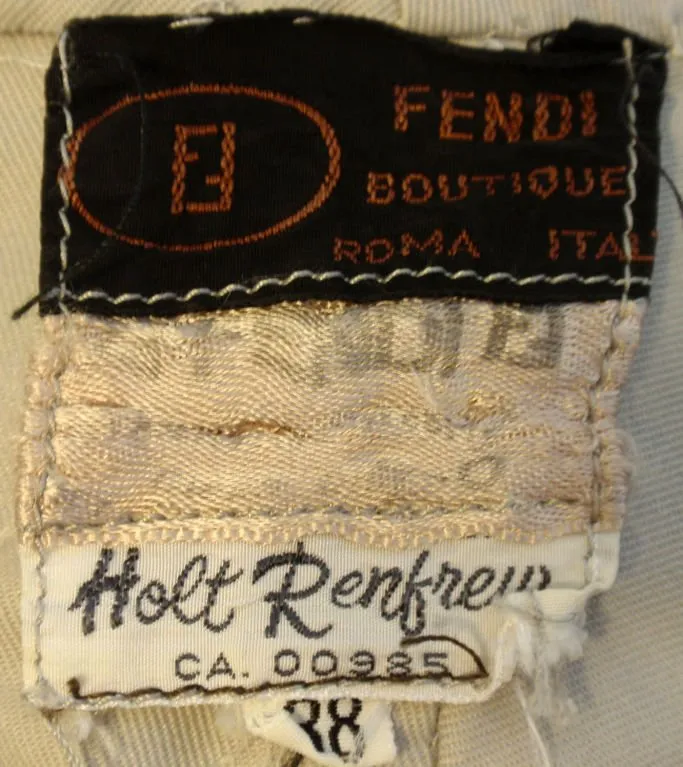 FENDI
BOUTIQUE
ROMA ITAL
Holt Renfrew
CA. 00985
38